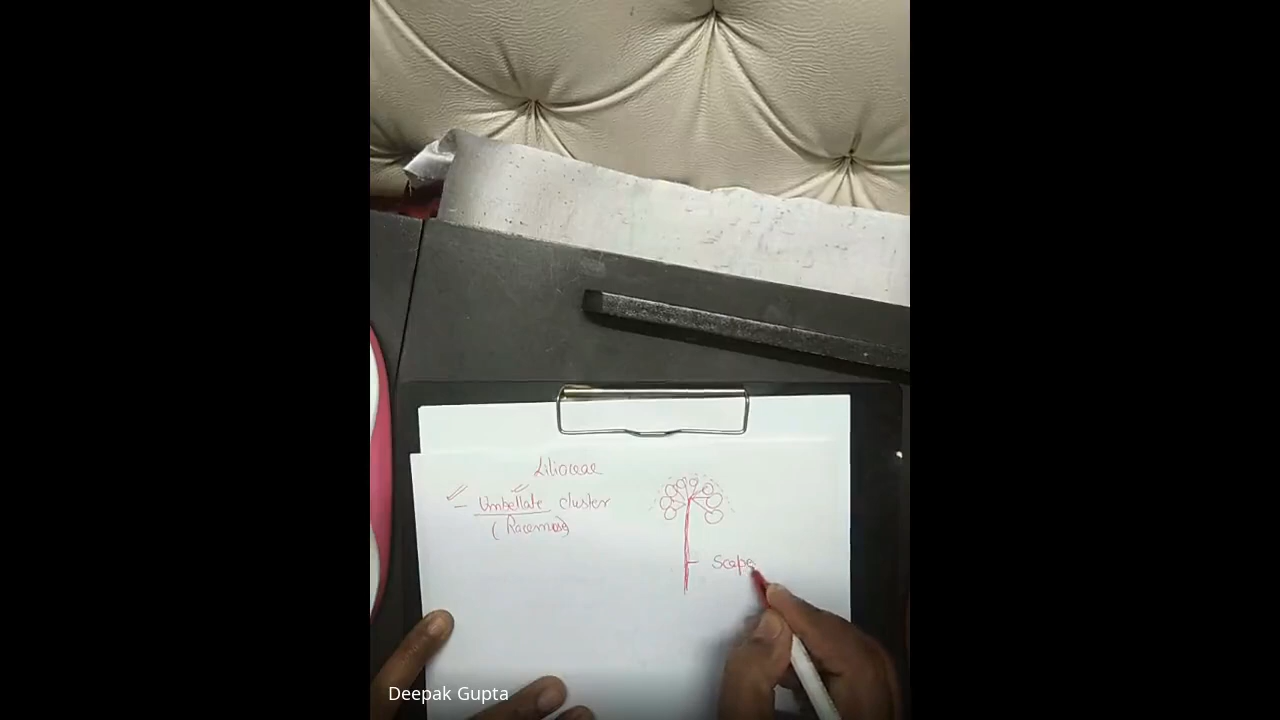 Liliaceae
- Umbellate cluster
(Racemose)
Scape
Deepak Gupta